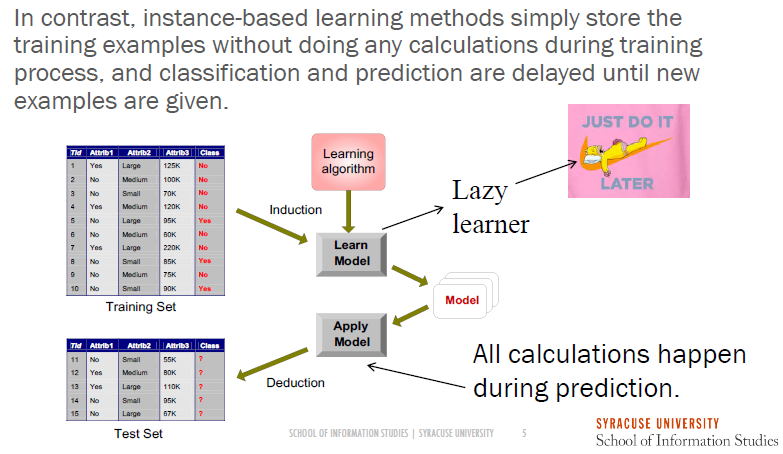 In contrast, instance-based learning methods simply store the
training examples without doing any calculations during training
process, and classification and prediction are delayed until new
examples are given.
JUST DO IT
LATER
Tid Attrib1 Attrib2 Attrib3 Class
1 Yes Large 125K No
2 No Medium 100K No
3 No Small 70K No
4 Yes Medium 120K No
5 No Large 95K Yes
6 No Medium 60K No
7 Yes Large 220K No
8 No Small 85K Yes
9 No Medium 75K No
10 No Small 90K Yes
Training Set
Learning
algorithm
Induction
Lazy
learner
Learn
Model
Model
Apply
Model
Tid Attrib1 Attrib2 Attrib3 Class
11 No Small 55K ?
12 Yes Medium 80K ?
13 Yes Large 110K ?
14 No Small 95K ?
15 No Large 67K ?
Test Set
Deduction
All calculations happen
during prediction.
SCHOOL OF INFORMATION STUDIES | SYRACUSE UNIVERSITY 5
SYRACUSE UNIVERSITY
School of Information Studies